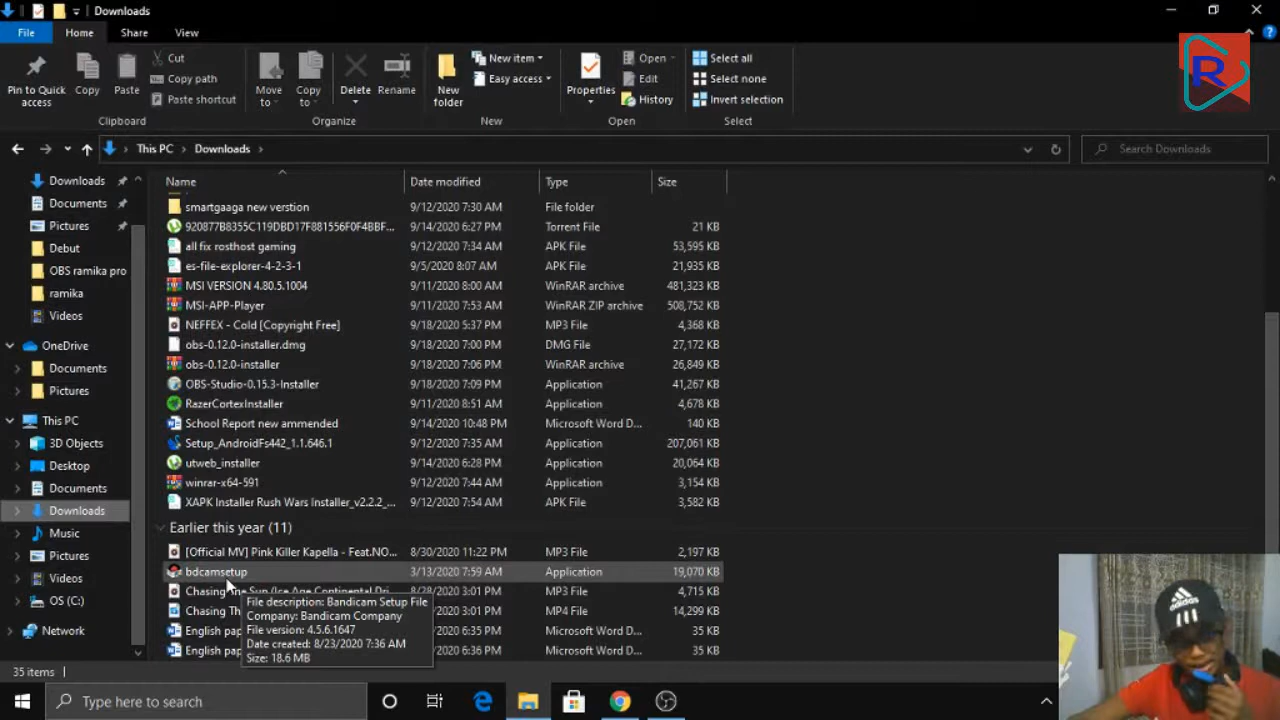 Downloads
File
Home
Share
View
Pin to Quick access
Copy
Paste
Cut
Copy path
Paste shortcut
Clipboard
Move to
Copy to
Delete
Rename
Organize
New folder
New item
Easy access
New
Properties
Open
Edit
History
Open
Select all
Select none
Invert selection
Select
R
This PC > Downloads >
Search Downloads
Downloads
Documents
Pictures
Debut
OBS ramika pro
ramika
Videos
OneDrive
Documents
Pictures
This PC
3D Objects
Desktop
Documents
Downloads
Music
Pictures
Videos
OS (C:)
Network
Name Date modified Type Size
smartgaaga new verstion 9/12/2020 7:30 AM File folder
920877B8355C119DBD17F881556F0F4BBF... 9/14/2020 6:27 PM Torrent File 21 KB
all fix rosthost gaming 9/12/2020 7:34 AM APK File 53,595 KB
es-file-explorer-4-2-3-1 9/5/2020 8:07 AM APK File 21,935 KB
MSI VERSION 4.80.5.1004 9/11/2020 8:00 AM WinRAR archive 481,323 KB
MSI-APP-Player 9/11/2020 7:53 AM WinRAR ZIP archive 508,752 KB
NEFFEX - Cold [Copyright Free] 9/18/2020 5:37 PM MP3 File 4,368 KB
obs-0.12.0-installer.dmg 9/18/2020 7:00 PM DMG File 27,172 KB
obs-0.12.0-installer 9/18/2020 7:06 PM WinRAR archive 26,849 KB
OBS-Studio-0.15.3-Installer 9/18/2020 7:09 PM Application 41,267 KB
RazerCortexInstaller 9/11/2020 8:51 AM Application 4,678 KB
School Report new ammended 9/14/2020 10:48 PM Microsoft Word D... 140 KB
Setup_AndroidFs442_1.1.646.1 9/12/2020 7:35 AM Application 207,061 KB
utweb_installer 9/14/2020 6:28 PM Application 20,064 KB
winrar-x64-591 9/12/2020 7:44 AM Application 3,154 KB
XAPK Installer Rush Wars Installer_v2.2.2_... 9/12/2020 7:54 AM APK File 3,582 KB
Earlier this year (11)
[Official MV] Pink Killer Kapella - Feat.NO... 8/30/2020 11:22 PM MP3 File 2,197 KB
bdcamsetup 3/13/2020 7:59 AM Application 19,070 KB
Chasing The Sun (Ice Age Continental Dri... 8/28/2020 3:01 PM MP3 File 4,715 KB
Chasing Th 3:01 PM MP4 File 14,299 KB
English pap 6:35 PM Microsoft Word D... 35 KB
English pap 6:36 PM Microsoft Word D... 35 KB
File description: Bandicam Setup File
Company: Bandicam Company
File version: 4.5.6.1647
Date created: 8/23/2020 7:36 AM
Size: 18.6 MB
35 items
Type here to search
adidas